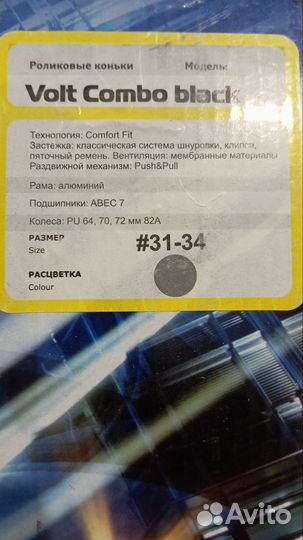 Роликовые коньки Модель:
Volt Combo black
Технология: Comfort Fit
Застежка: классическая система шнуровки, клипса,
пяточный ремень. Вентиляция: мембранные материалы
Раздвижной механизм: Push&Pull
Рама: алюминий
Подшипники: ABEC 7
Колеса: PU 64, 70, 72 мм 82A
РАЗМЕР
Size
#31-34
РАСЦВЕТКА
Colour
Avito